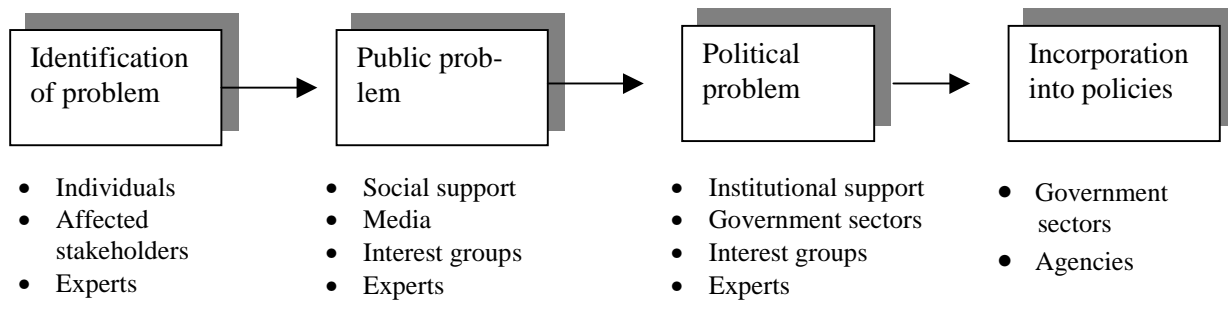 Identification
of problem
Public prob-
lem
Political
problem
Incorporation
into policies
• Individuals
• Affected
stakeholders
• Experts
• Social support
• Media
• Interest groups
• Experts
• Institutional support
• Government sectors
• Interest groups
• Experts
• Government
sectors
• Agencies